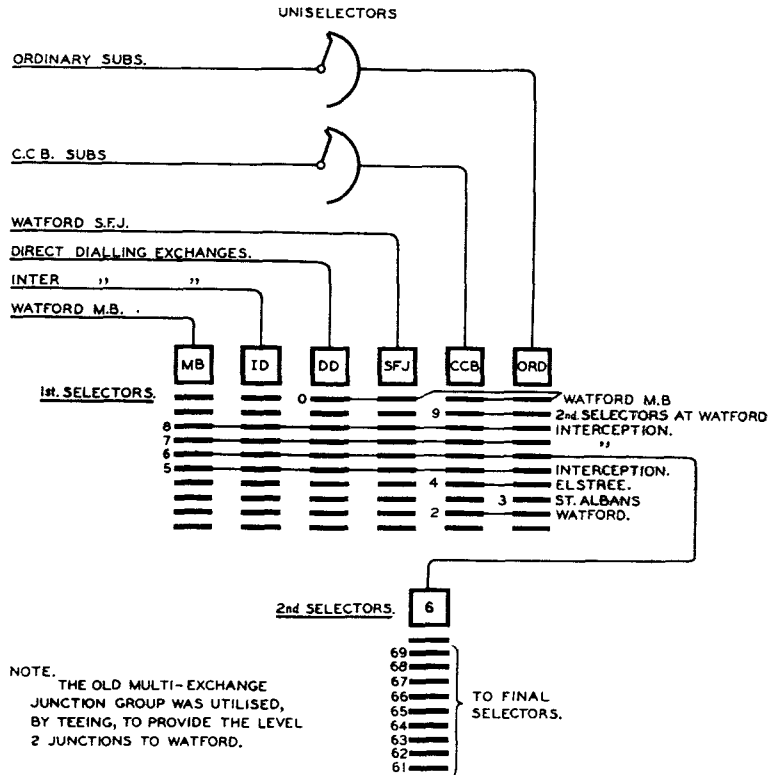 UNISELECTORS
ORDINARY SUBS.
C.C.B. SUBS
WATFORD S.F.J.
DIRECT DIALLING EXCHANGES.
INTER ,, ,,
WATFORD M.B.
MB ID DD SFJ CCB ORD
1st. SELECTORS.
0 WATFORD M.B
9 2nd. SELECTORS AT WATFORD
8 INTERCEPTION.
7 ,,
6
5 INTERCEPTION.
4 ELSTREE.
3 ST. ALBANS
2 WATFORD.
2nd SELECTORS. 6
69
68
67
66 TO FINAL
65 SELECTORS.
64
63
62
61
NOTE.
THE OLD MULTI-EXCHANGE
JUNCTION GROUP WAS UTILISED,
BY TEEING, TO PROVIDE THE LEVEL
2 JUNCTIONS TO WATFORD.